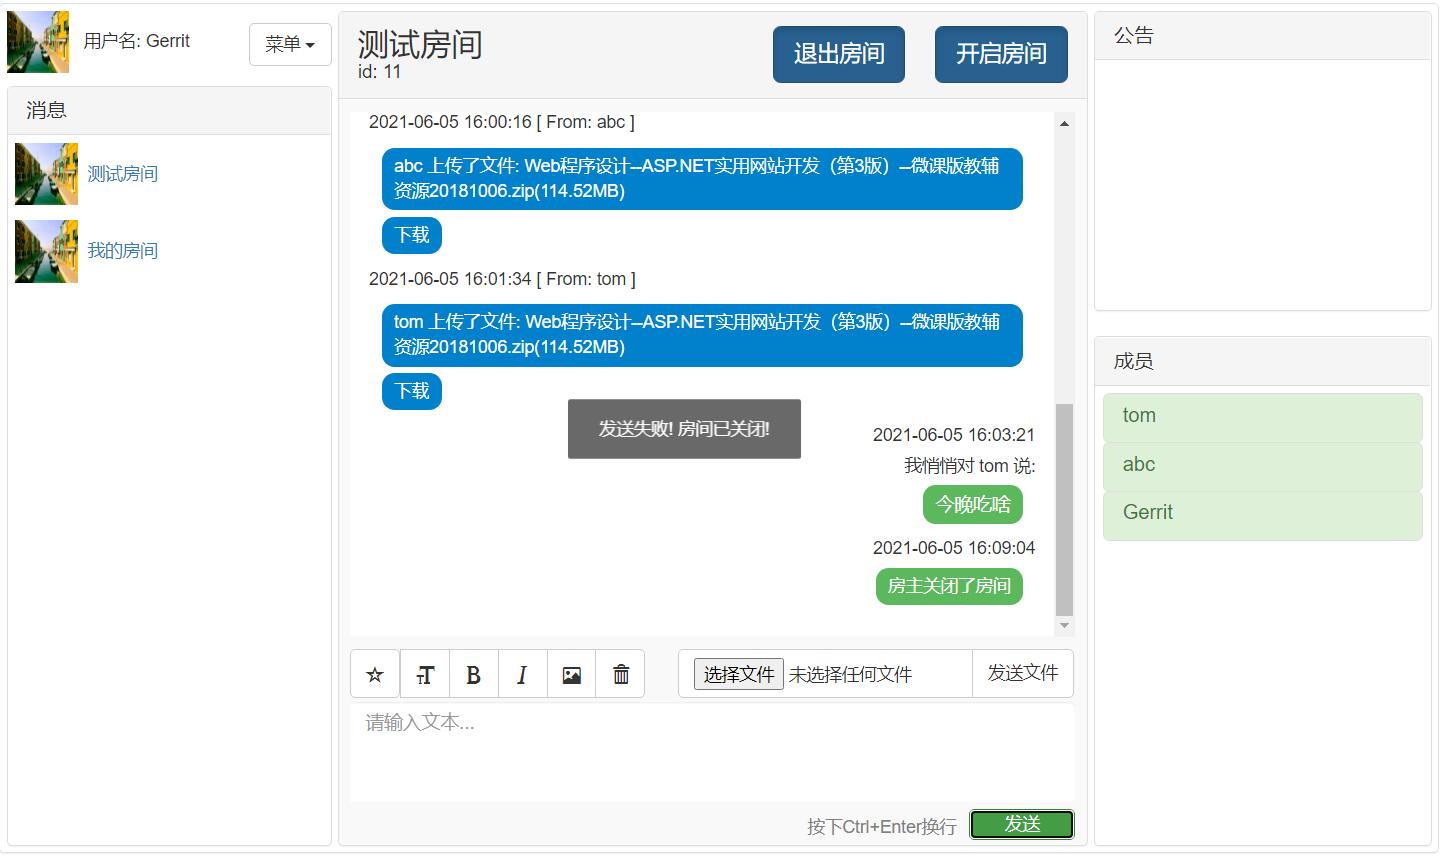 用户名: Gerrit
菜单
消息
测试房间
我的房间
测试房间
id: 11
退出房间
开启房间
2021-06-05 16:00:16 [ From: abc ]
abc 上传了文件: Web程序设计--ASP.NET实用网站开发（第3版）--微课版教辅
资源20181006.zip(114.52MB)
下载
2021-06-05 16:01:34 [ From: tom ]
tom 上传了文件: Web程序设计--ASP.NET实用网站开发（第3版）--微课版教辅
资源20181006.zip(114.52MB)
下载
发送失败! 房间已关闭!
2021-06-05 16:03:21
我悄悄对 tom 说:
今晚吃啥
2021-06-05 16:09:04
房主关闭了房间
选择文件 未选择任何文件
发送文件
请输入文本...
按下Ctrl+Enter换行
发送
公告
成员
tom
abc
Gerrit